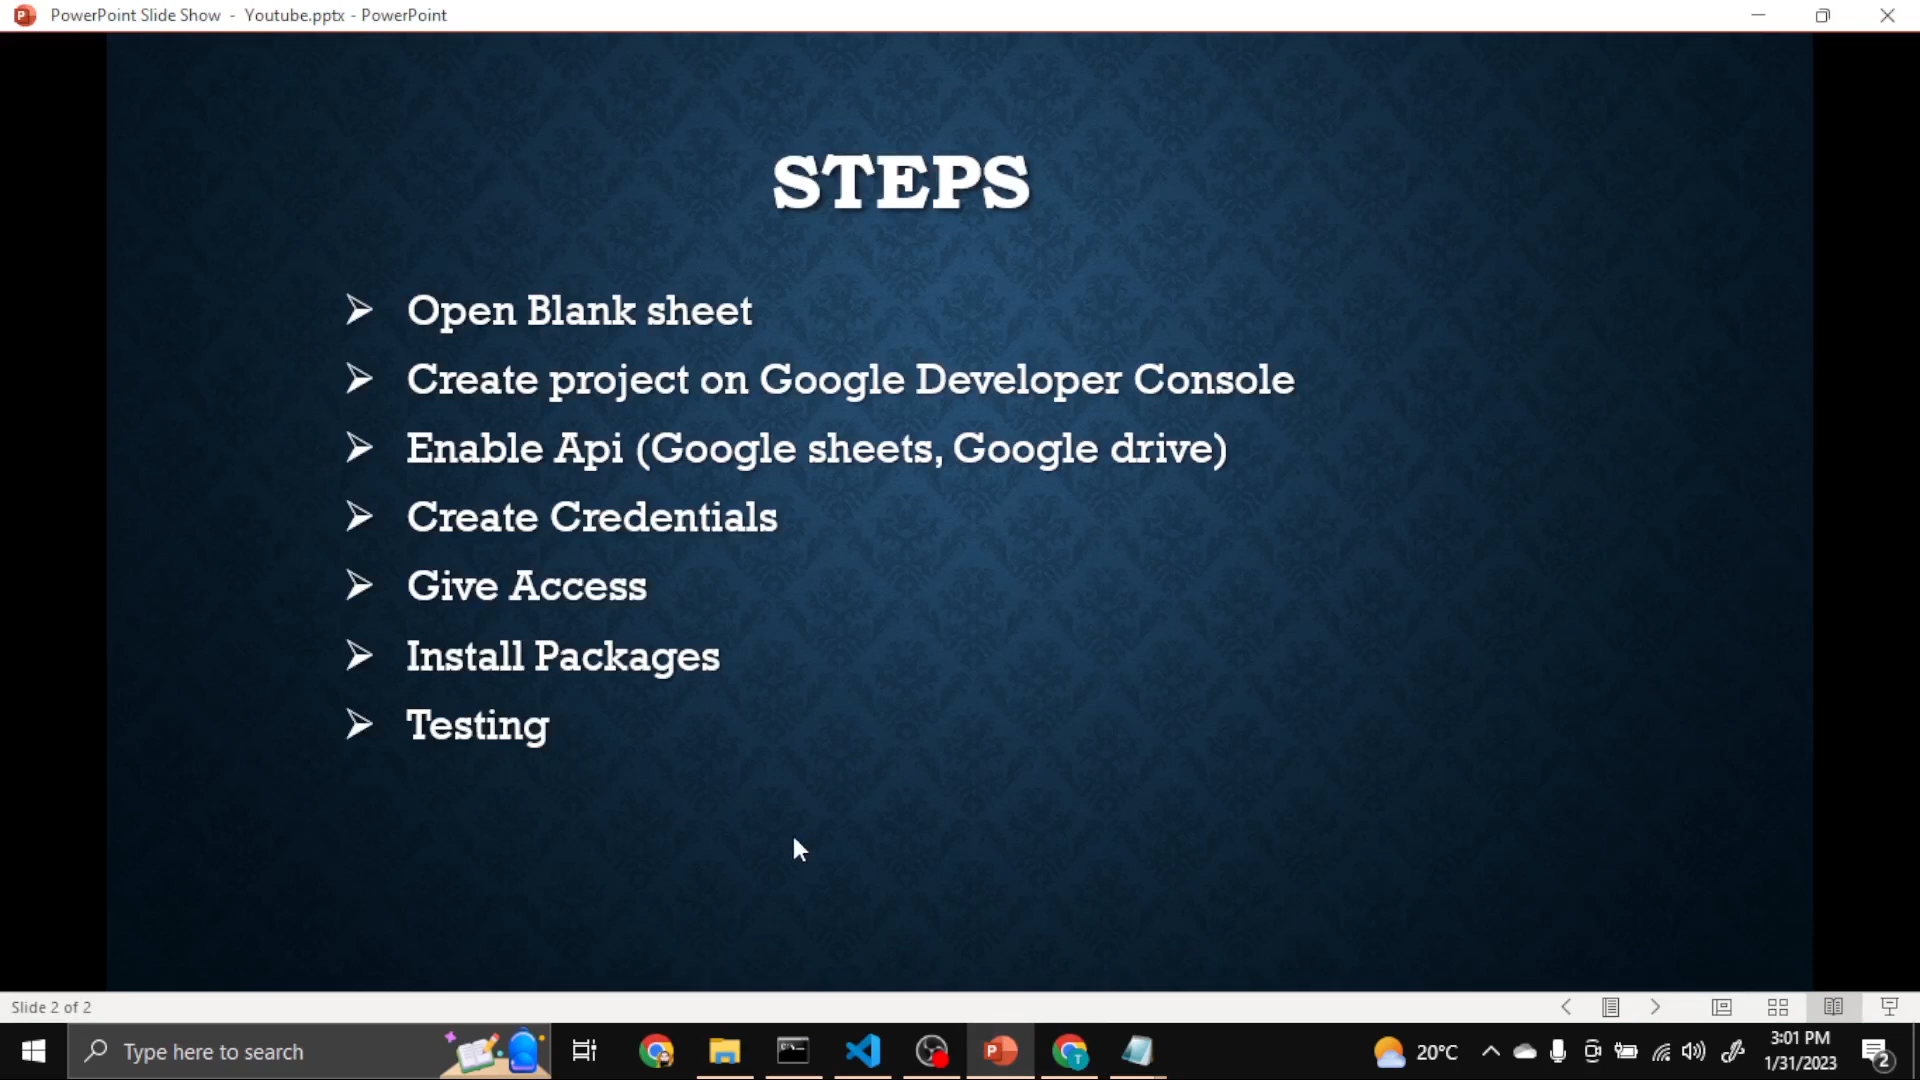 PowerPoint Slide Show - Youtube.pptx - PowerPoint
STEPS
Open Blank sheet
Create project on Google Developer Console
Enable Api (Google sheets, Google drive)
Create Credentials
Give Access
Install Packages
Testing
Slide 2 of 2
Type here to search
20°C
3:01 PM
1/31/2023
2